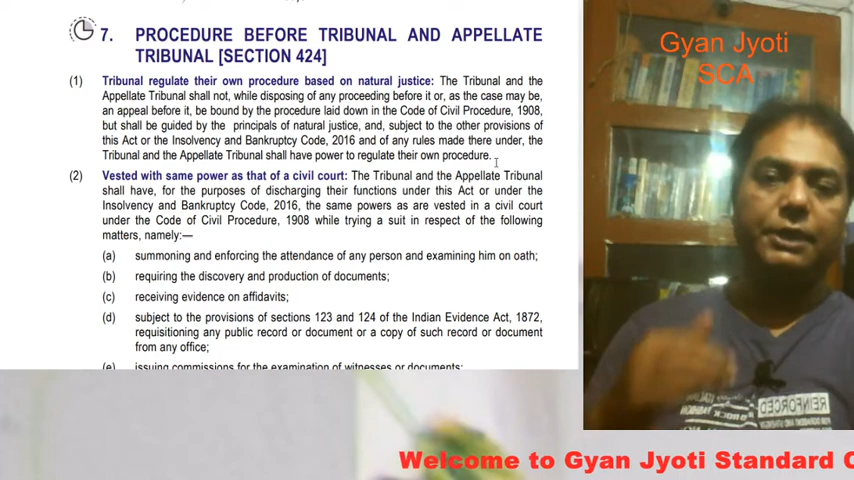 7. PROCEDURE BEFORE TRIBUNAL AND APPELLATE
TRIBUNAL [SECTION 424]
(1) Tribunal regulate their own procedure based on natural justice: The Tribunal and the
Appellate Tribunal shall not, while disposing of any proceeding before it or, as the case may be,
an appeal before it, be bound by the procedure laid down in the Code of Civil Procedure, 1908,
but shall be guided by the principals of natural justice, and, subject to the other provisions of
this Act or the Insolvency and Bankruptcy Code, 2016 and of any rules made there under, the
Tribunal and the Appellate Tribunal shall have power to regulate their own procedure.
(2) Vested with same power as that of a civil court: The Tribunal and the Appellate Tribunal
shall have, for the purposes of discharging their functions under this Act or under the
Insolvency and Bankruptcy Code, 2016, the same powers as are vested in a civil court
under the Code of Civil Procedure, 1908 while trying a suit in respect of the following
matters, namely:—
(a) summoning and enforcing the attendance of any person and examining him on oath;
(b) requiring the discovery and production of documents;
(c) receiving evidence on affidavits;
(d) subject to the provisions of sections 123 and 124 of the Indian Evidence Act, 1872,
requisitioning any public record or document or a copy of such record or document
from any office;
(e) issuing commissions for the examination of witnesses or documents;
Gyan Jyoti
SCA
REINFORCED
Welcome to Gyan Jyoti Standard C